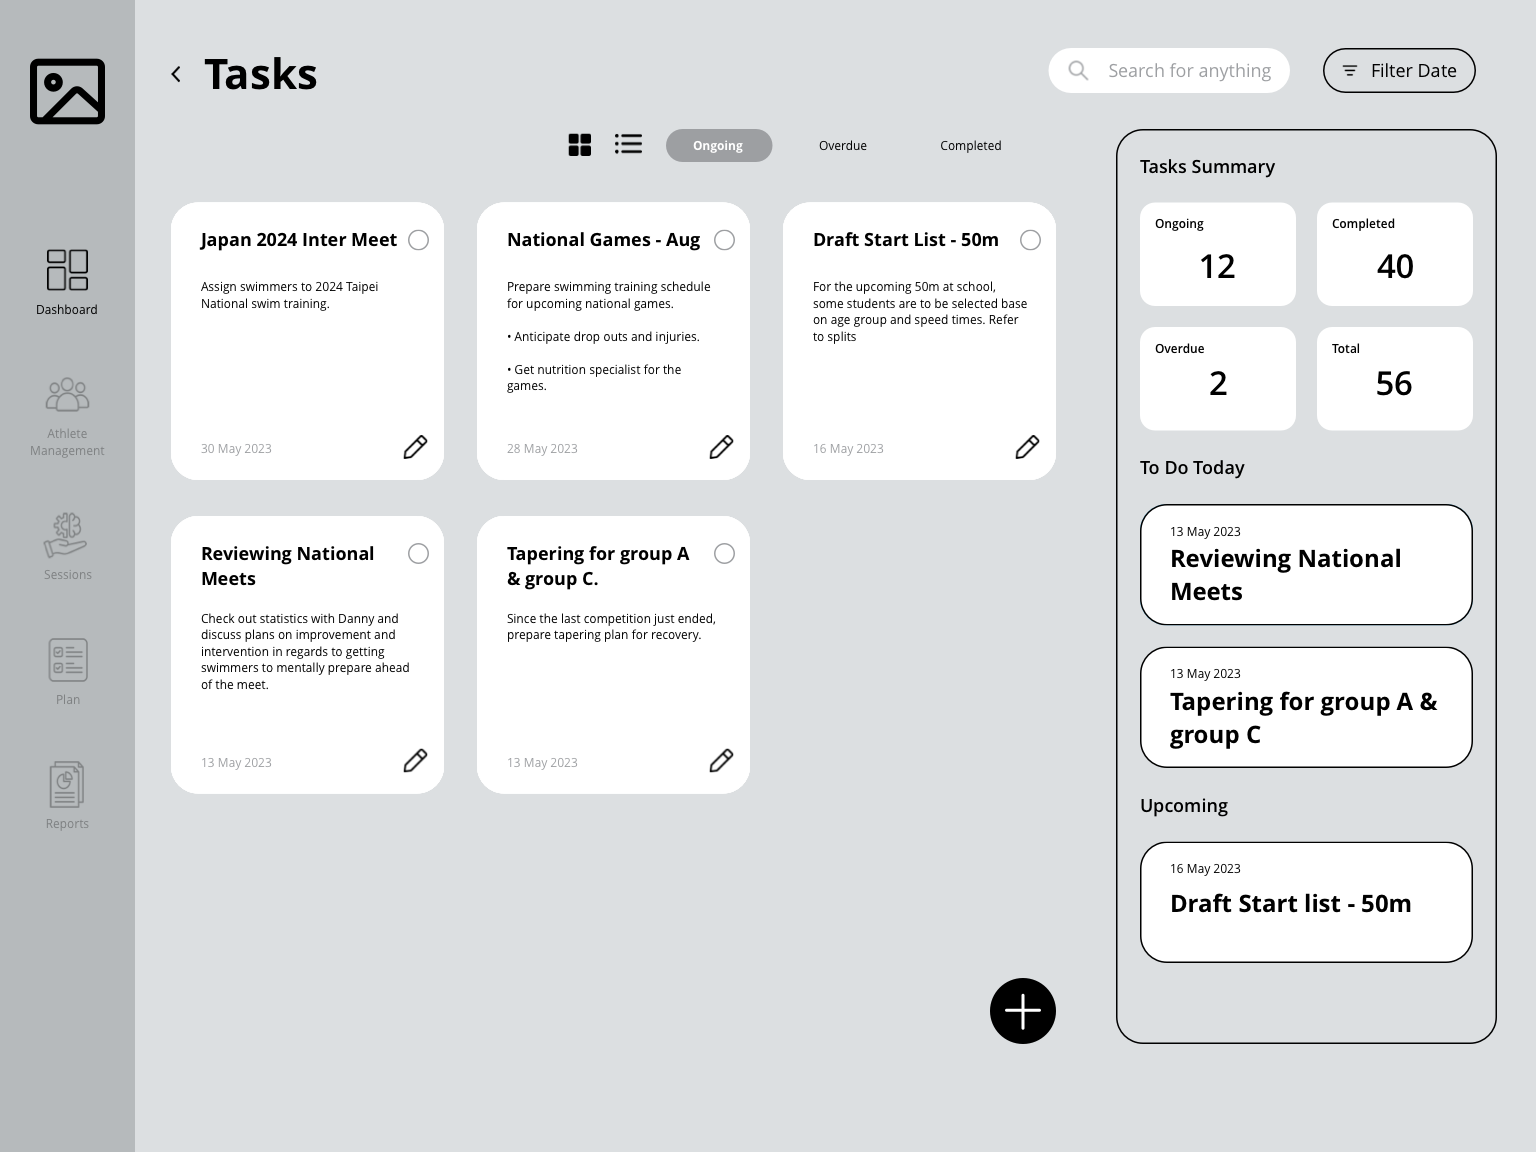 Tasks
Search for anything
Filter Date
Ongoing
Overdue
Completed
Dashboard
Athlete
Management
Sessions
Plan
Reports
Japan 2024 Inter Meet
Assign swimmers to 2024 Taipei
National swim training.
30 May 2023
National Games - Aug
Prepare swimming training schedule
for upcoming national games.
• Anticipate drop outs and injuries.
• Get nutrition specialist for the
games.
28 May 2023
Draft Start List - 50m
For the upcoming 50m at school,
some students are to be selected base
on age group and speed times. Refer
to splits
16 May 2023
Reviewing National
Meets
Check out statistics with Danny and
discuss plans on improvement and
intervention in regards to getting
swimmers to mentally prepare ahead
of the meet.
13 May 2023
Tapering for group A
& group C.
Since the last competition just ended,
prepare tapering plan for recovery.
13 May 2023
Tasks Summary
Ongoing
12
Completed
40
Overdue
2
Total
56
To Do Today
13 May 2023
Reviewing National
Meets
13 May 2023
Tapering for group A &
group C
Upcoming
16 May 2023
Draft Start list - 50m